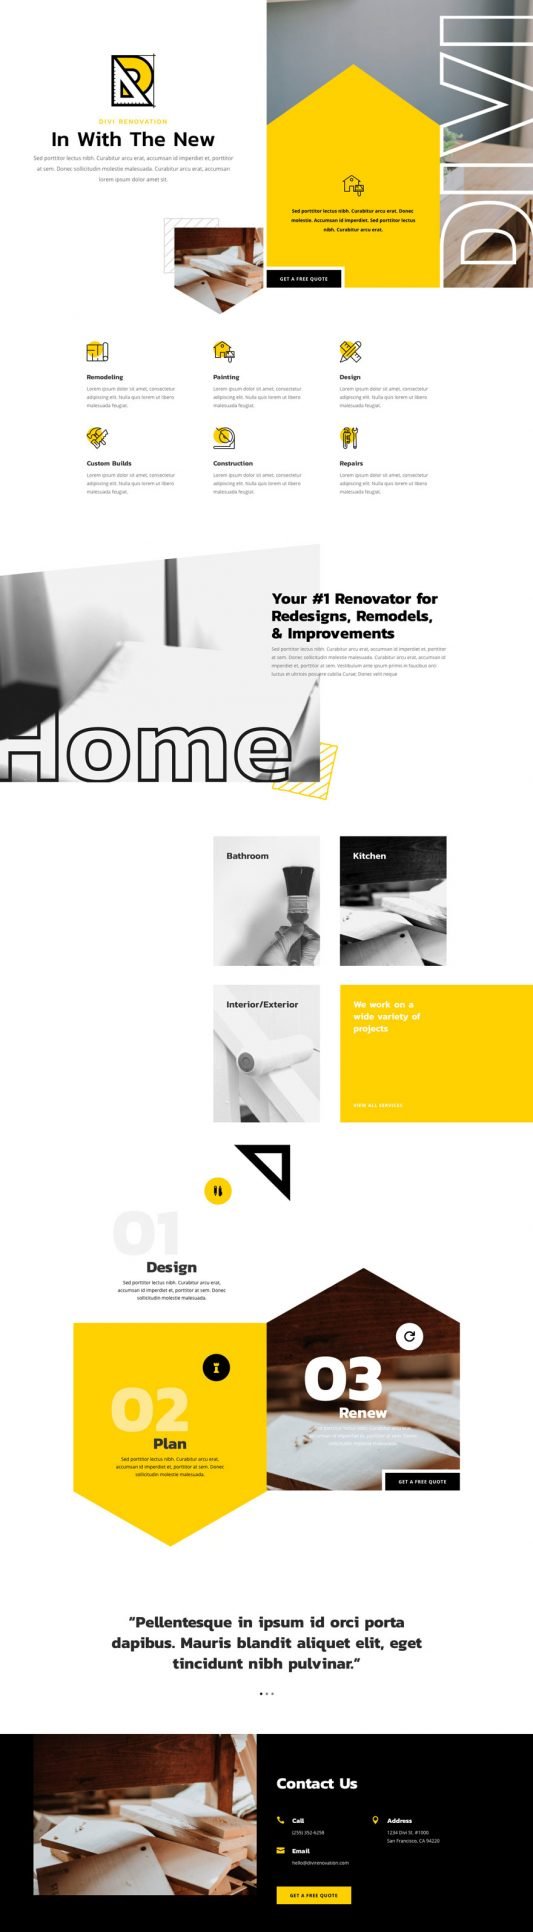 DIVI RENOVATION
In With The New
Sed porttitor lectus nibh. Curabitur arcu erat, accumsan id imperdiet et, porttitor
at sem. Donec sollicitudin molestie malesuada. Curabitur arcu erat, accumsan
lorem ipsum dolor amet sit.
DIVI
Sed porttitor lectus nibh. Curabitur arcu erat. Donec
molestie. Accumsan id imperdiet. Sed porttitor lectus
nibh. Curabitur arcu erat.
GET A FREE QUOTE
Remodeling
Lorem ipsum dolor sit amet, consectetur
adipiscing elit. Nulla quis lorem ut libero
malesuada feugiat.
Painting
Lorem ipsum dolor sit amet, consectetur
adipiscing elit. Nulla quis lorem ut libero
malesuada feugiat.
Design
Lorem ipsum dolor sit amet, consectetur
adipiscing elit. Nulla quis lorem ut libero
malesuada feugiat.
Custom Builds
Lorem ipsum dolor sit amet, consectetur
adipiscing elit. Nulla quis lorem ut libero
malesuada feugiat.
Construction
Lorem ipsum dolor sit amet, consectetur
adipiscing elit. Nulla quis lorem ut libero
malesuada feugiat.
Repairs
Lorem ipsum dolor sit amet, consectetur
adipiscing elit. Nulla quis lorem ut libero
malesuada feugiat.
Your #1 Renovator for
Redesigns, Remodels,
& Improvements
Sed porttitor lectus nibh. Curabitur arcu erat, accumsan id imperdiet et, porttitor
at sem. Donec sollicitudin molestie malesuada. Curabitur arcu erat, accumsan id
imperdiet et, porttitor at sem. Vestibulum ante ipsum primis in faucibus orci
luctus et ultrices posuere cubilia Curae; Donec velit neque
Home
Bathroom
Kitchen
Interior/Exterior
We work on a
wide variety of
projects
VIEW ALL SERVICES
01
Design
Sed porttitor lectus nibh. Curabitur arcu erat,
accumsan id imperdiet et, porttitor at sem. Donec
sollicitudin molestie malesuada.
02
Plan
Sed porttitor lectus nibh. Curabitur arcu erat,
accumsan id imperdiet et, porttitor at sem. Donec
sollicitudin molestie malesuada.
03
Renew
Sed porttitor lectus nibh. Curabitur arcu erat,
accumsan id imperdiet et, porttitor at sem. Donec
sollicitudin molestie malesuada.
GET A FREE QUOTE
“Pellentesque in ipsum id orci porta
dapibus. Mauris blandit aliquet elit, eget
tincidunt nibh pulvinar.”
Contact Us
Call
(255) 352-6258
Email
hello@divirenovation.com
Address
1234 Divi St. #1000
San Francisco, CA 94220
GET A FREE QUOTE